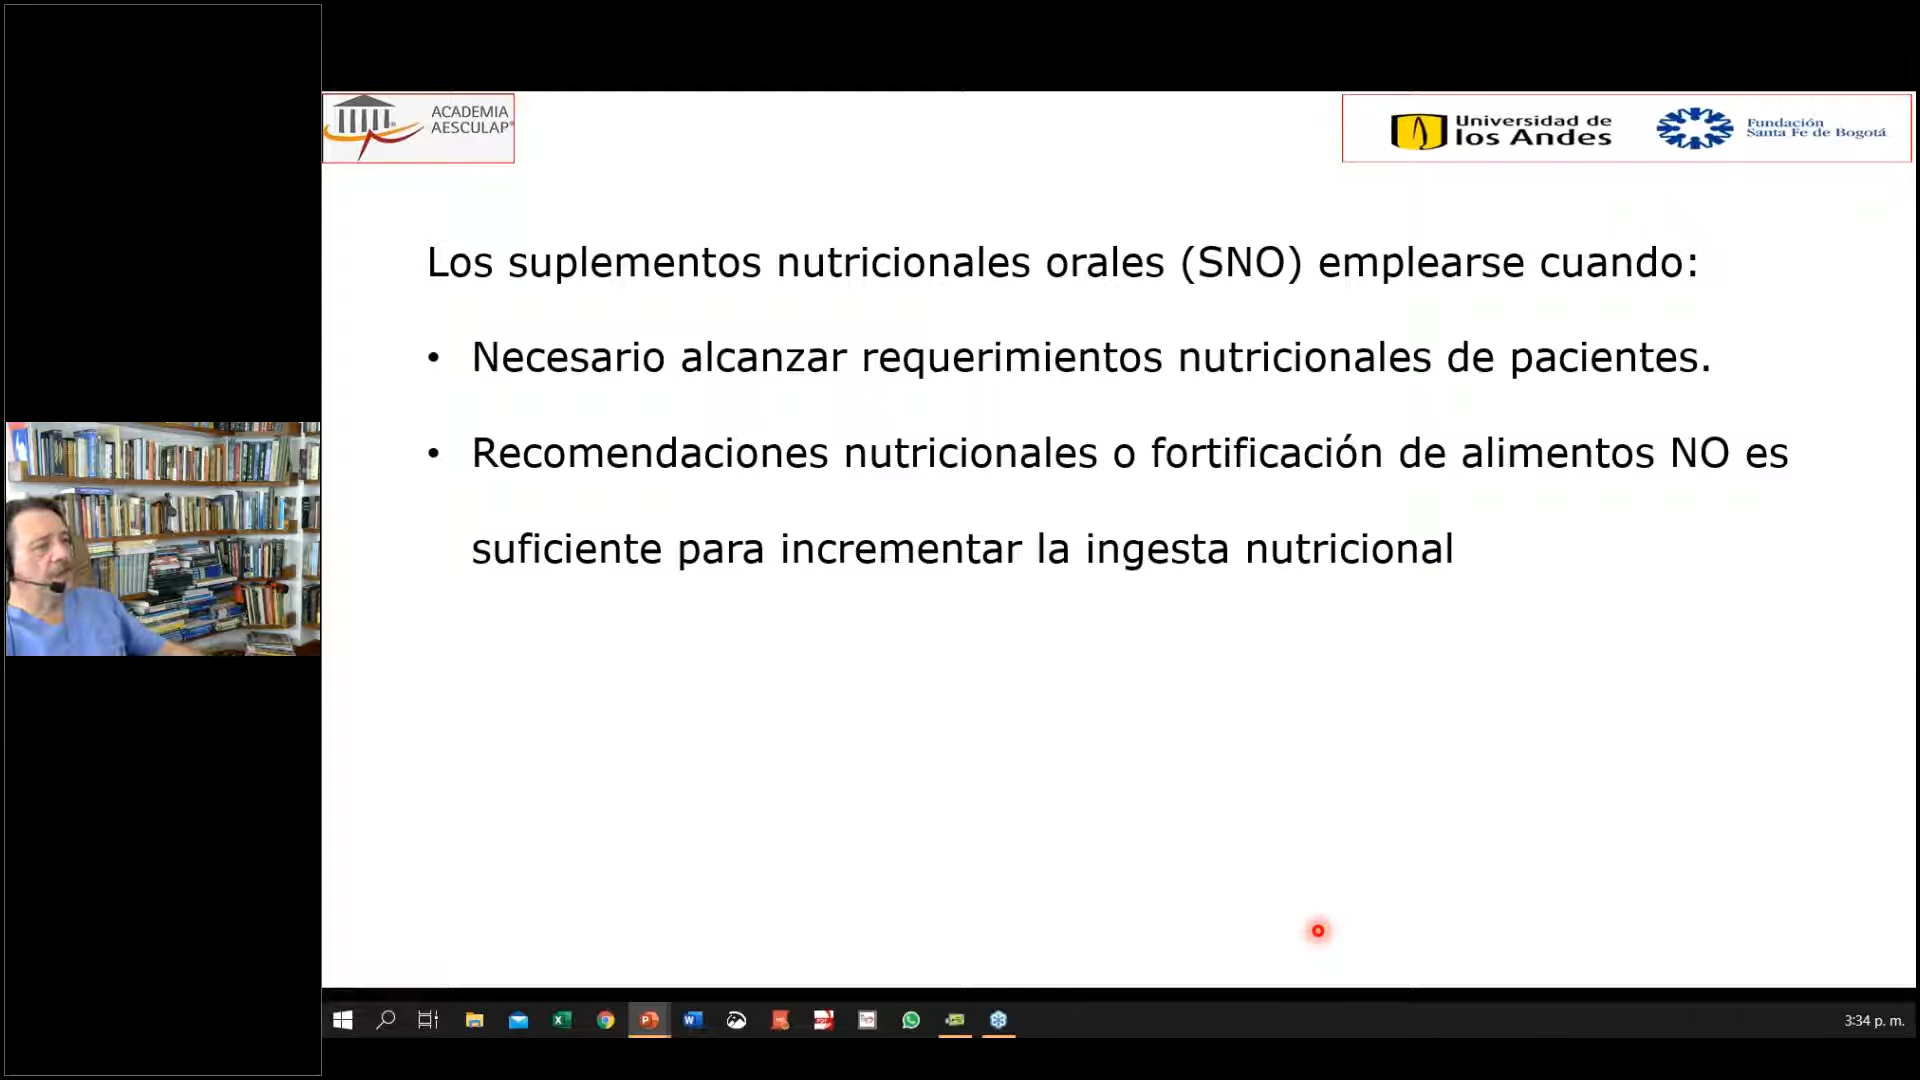 ACADEMIA
AESCULAP®
Universidad de
los Andes
Fundación
Santa Fe de Bogotá
Los suplementos nutricionales orales (SNO) emplearse cuando:
• Necesario alcanzar requerimientos nutricionales de pacientes.
• Recomendaciones nutricionales o fortificación de alimentos NO es
suficiente para incrementar la ingesta nutricional
3:34 p. m.